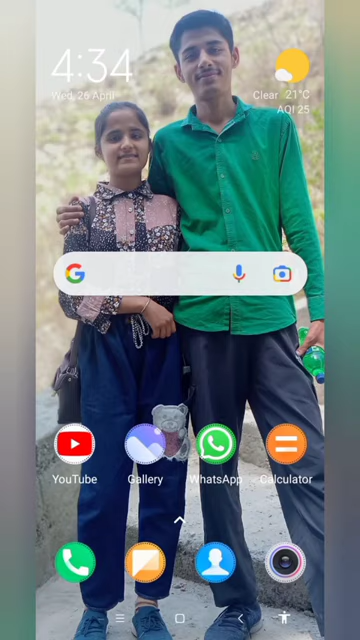 4:34
Wed, 26 April
Clear 21°C
AQI 25
YouTube
Gallery
WhatsApp
Calculator